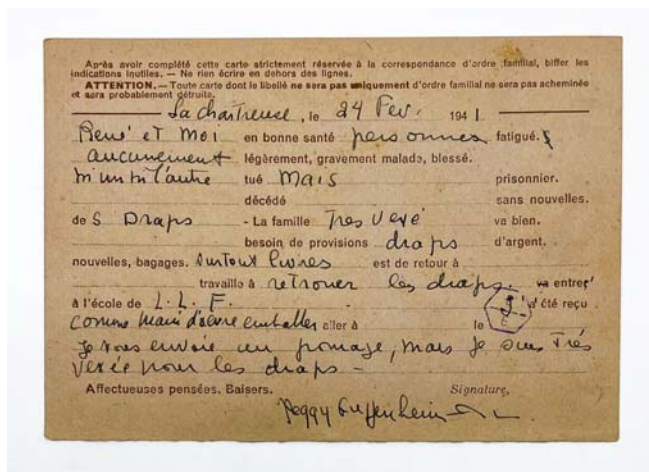 Après avoir complété cette carte strictement réservée à la correspondance d'ordre familial, biffer les
indications inutiles. — Ne rien écrire en dehors des lignes.
ATTENTION. — Toute carte dont le libellé ne sera pas uniquement d'ordre familial ne sera pas acheminée
et sera probablement détruite.
La chartreuse, le 24 Fev. 1941
René et Moi en bonne santé personnes fatigué.
aucunement légèrement, gravement malade, blessé.
ni l'autre tué Mais prisonnier.
décédé sans nouvelles.
de S Draps - La famille Très Vexé va bien.
besoin de provisions draps d'argent.
nouvelles, bagages. surtout livres est de retour à
travaille à retrouver les draps. va entrer
à l'école de L. L. F. a été reçu
comme main d'œuvre emballer aller à le
Je vous envoie un fromage, mais je suis Très
Vexée pour les draps -
Affectueuses pensées. Baisers. Signature,
Peggy Guggenheim